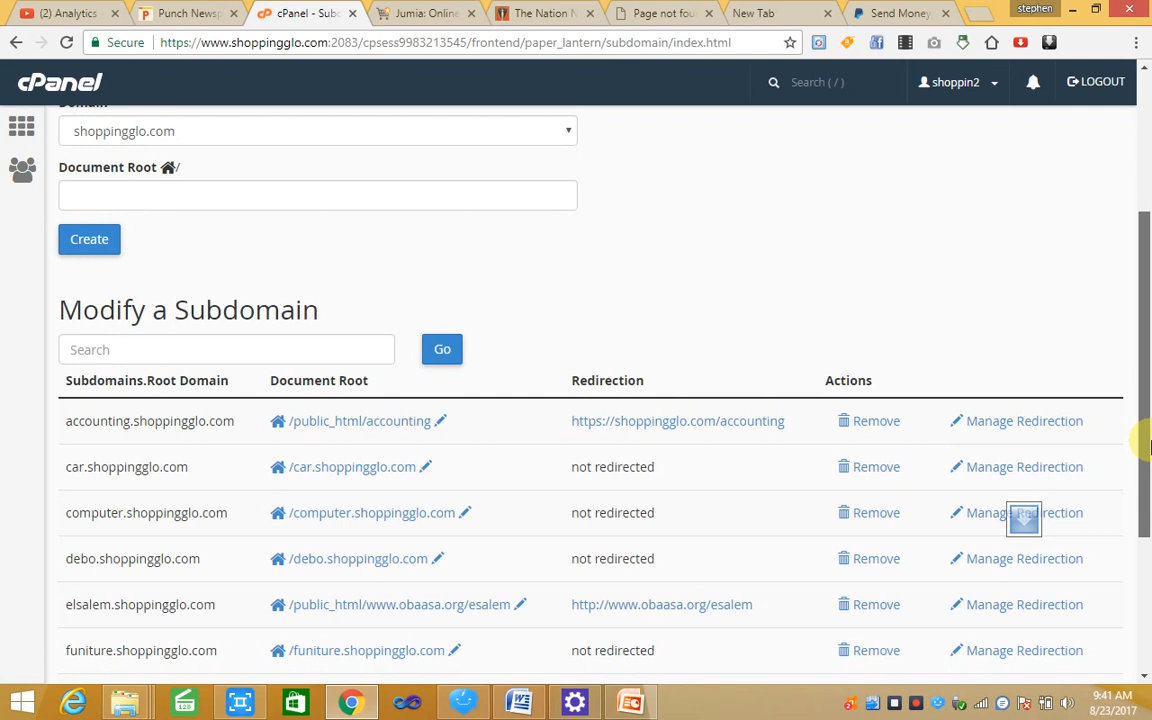 (2) Analytics
Punch Newsp
cPanel - Subd
Jumia: Online
The Nation N
Page not fou
New Tab
Send Money
stephen
Secure https://www.shoppingglo.com:2083/cpsess9983213545/frontend/paper_lantern/subdomain/index.html
cPanel
Search ( / )
shoppin2
LOGOUT
Domain
shoppingglo.com
Document Root /
Create
Modify a Subdomain
Search
Go
Subdomains.Root Domain Document Root Redirection Actions
accounting.shoppingglo.com /public_html/accounting https://shoppingglo.com/accounting Remove Manage Redirection
car.shoppingglo.com /car.shoppingglo.com not redirected Remove Manage Redirection
computer.shoppingglo.com /computer.shoppingglo.com not redirected Remove Manage Redirection
debo.shoppingglo.com /debo.shoppingglo.com not redirected Remove Manage Redirection
elsalem.shoppingglo.com /public_html/www.obaasa.org/esalem http://www.obaasa.org/esalem Remove Manage Redirection
funiture.shoppingglo.com /funiture.shoppingglo.com not redirected Remove Manage Redirection
9:41 AM
8/23/2017